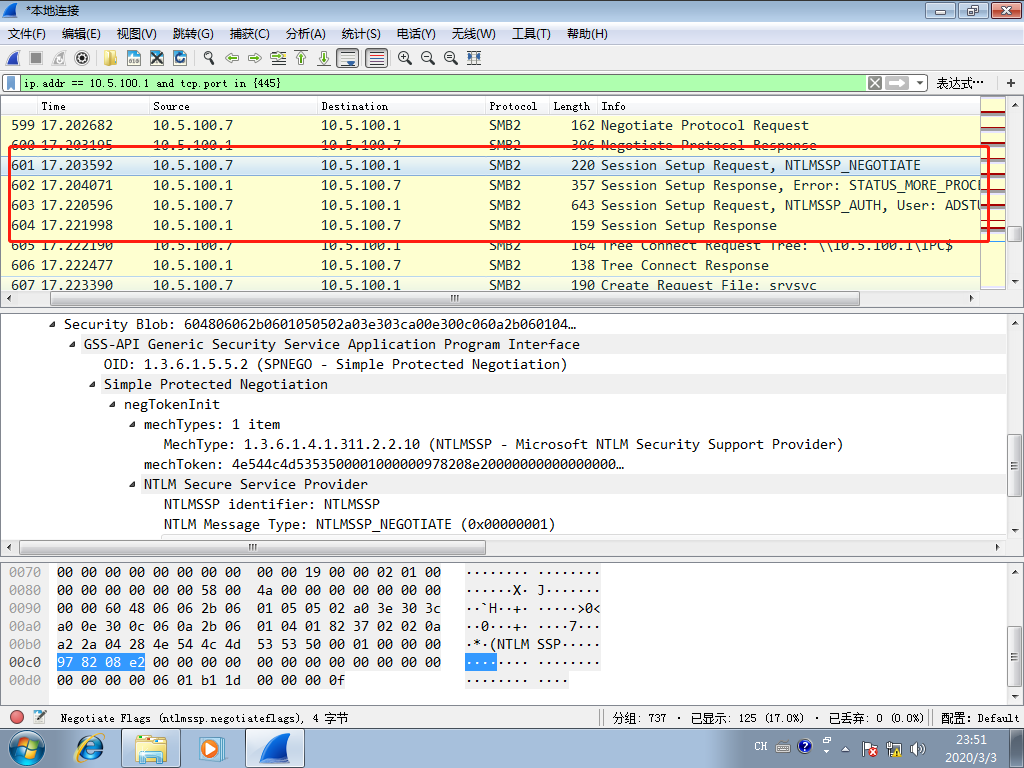 *本地连接
文件(F) 编辑(E) 视图(V) 跳转(G) 捕获(C) 分析(A) 统计(S) 电话(Y) 无线(W) 工具(T) 帮助(H)
ip.addr == 10.5.100.1 and tcp.port in {445} 表达式… +
Time Source Destination Protocol Length Info
599 17.202682 10.5.100.7 10.5.100.1 SMB2 162 Negotiate Protocol Request
600 17.203195 10.5.100.1 10.5.100.7 SMB2 306 Negotiate Protocol Response
601 17.203592 10.5.100.7 10.5.100.1 SMB2 220 Session Setup Request, NTLMSSP_NEGOTIATE
602 17.204071 10.5.100.1 10.5.100.7 SMB2 357 Session Setup Response, Error: STATUS_MORE_PROCE
603 17.220596 10.5.100.7 10.5.100.1 SMB2 643 Session Setup Request, NTLMSSP_AUTH, User: ADSTU
604 17.221998 10.5.100.1 10.5.100.7 SMB2 159 Session Setup Response
605 17.222190 10.5.100.7 10.5.100.1 SMB2 164 Tree Connect Request Tree: \\10.5.100.1\IPC$
606 17.222477 10.5.100.1 10.5.100.7 SMB2 138 Tree Connect Response
607 17.223390 10.5.100.7 10.5.100.1 SMB2 190 Create Request File: srvsvc
Security Blob: 604806062b0601050502a03e303ca00e300c060a2b060104…
GSS-API Generic Security Service Application Program Interface
OID: 1.3.6.1.5.5.2 (SPNEGO - Simple Protected Negotiation)
Simple Protected Negotiation
negTokenInit
mechTypes: 1 item
MechType: 1.3.6.1.4.1.311.2.2.10 (NTLMSSP - Microsoft NTLM Security Support Provider)
mechToken: 4e544c4d5353500001000000978208e20000000000000000…
NTLM Secure Service Provider
NTLMSSP identifier: NTLMSSP
NTLM Message Type: NTLMSSP_NEGOTIATE (0x00000001)
0070 00 00 00 00 00 00 00 00 00 00 19 00 00 02 01 00 ········ ········
0080 00 00 00 00 00 00 58 00 4a 00 00 00 00 00 00 00 ······X· J·······
0090 00 00 60 48 06 06 2b 06 01 05 05 02 a0 3e 30 3c ··`H··+· ·····>0<
00a0 a0 0e 30 0c 06 0a 2b 06 01 04 01 82 37 02 02 0a ··0···+· ····7···
00b0 a2 2a 04 28 4e 54 4c 4d 53 53 50 00 01 00 00 00 ·*·(NTLM SSP·····
00c0 97 82 08 e2 00 00 00 00 00 00 00 00 00 00 00 00 ········ ········
00d0 00 00 00 00 06 01 b1 1d 00 00 00 0f ········ ····
Negotiate Flags (ntlmssp.negotiateflags), 4 字节 分组: 737 · 已显示: 125 (17.0%) · 已丢弃: 0 (0.0%) 配置: Default
CH
23:51
2020/3/3